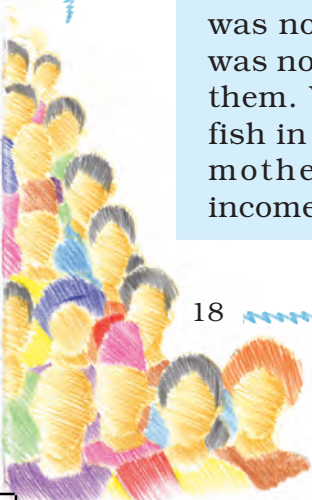 was no
was no
them.
fish in
mothe
income
18